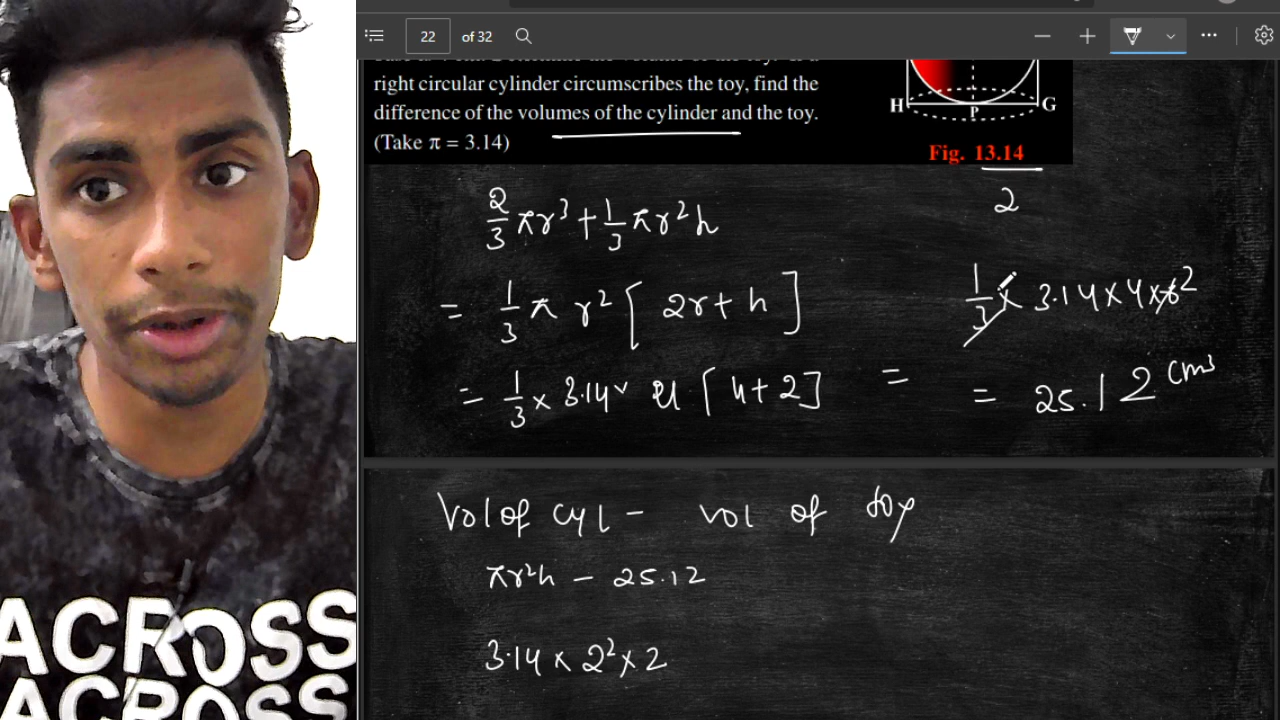 22 of 32
right circular cylinder circumscribes the toy, find the
difference of the volumes of the cylinder and the toy.
(Take π = 3.14)
H P G
Fig. 13.14
2
2/3 πr³ + 1/3 πr²h
= 1/3 π r² [ 2r + h ]
= 1/3 × 3.14 × 4 [ 4 + 2 ] =
1/3 × 3.14 × 4 × 6 2
= 25.12 cm³
Vol of cyl - vol of toy
πr²h - 25.12
3.14 × 2² × 2
ACROSS
ACROSS